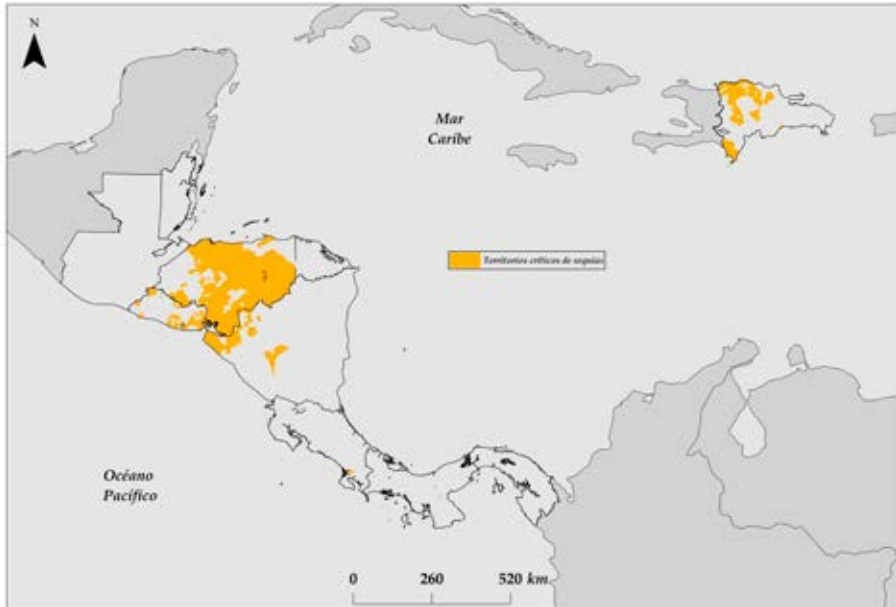 N
Mar
Caribe
Territorios críticos de sequías
Océano
Pacífico
0 260 520 km